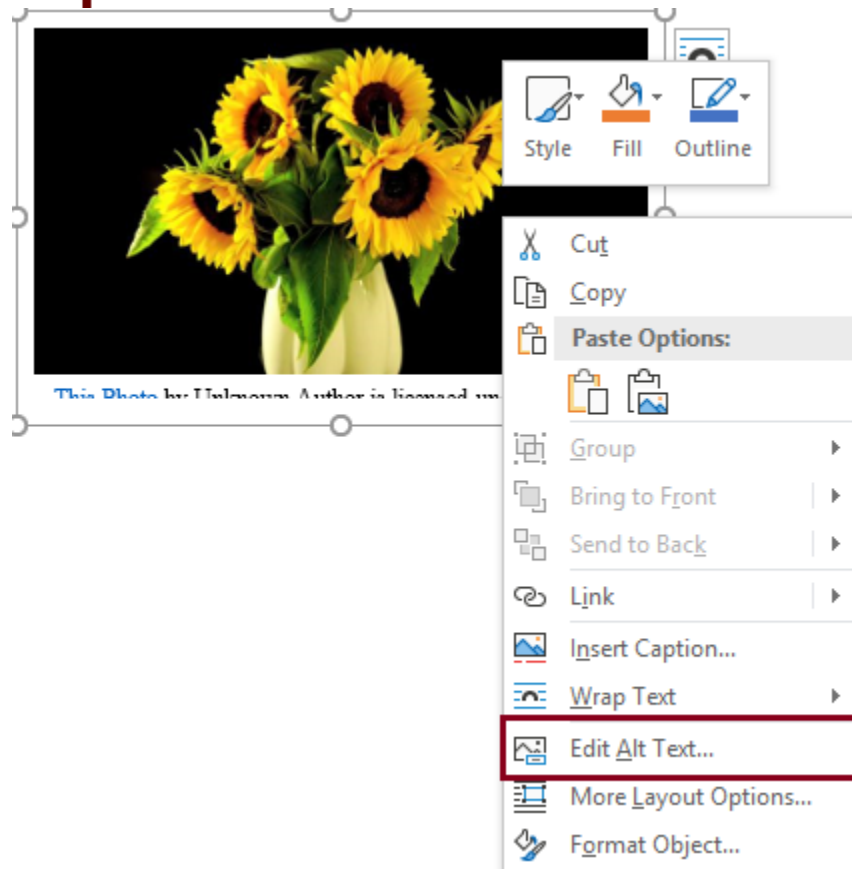 Style Fill Outline
Cut
Copy
Paste Options:
Group
Bring to Front
Send to Back
Link
Insert Caption...
Wrap Text
Edit Alt Text...
More Layout Options...
Format Object...
This Photo by Unknown Author is licensed